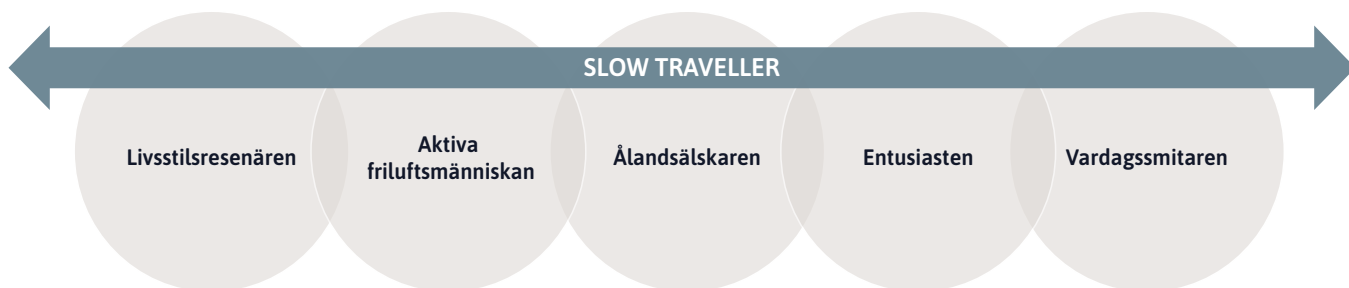 SLOW TRAVELLER
Livsstilsresenären
Aktiva
friluftsmänniskan
Ålandsälskaren
Entusiasten
Vardagssmitaren